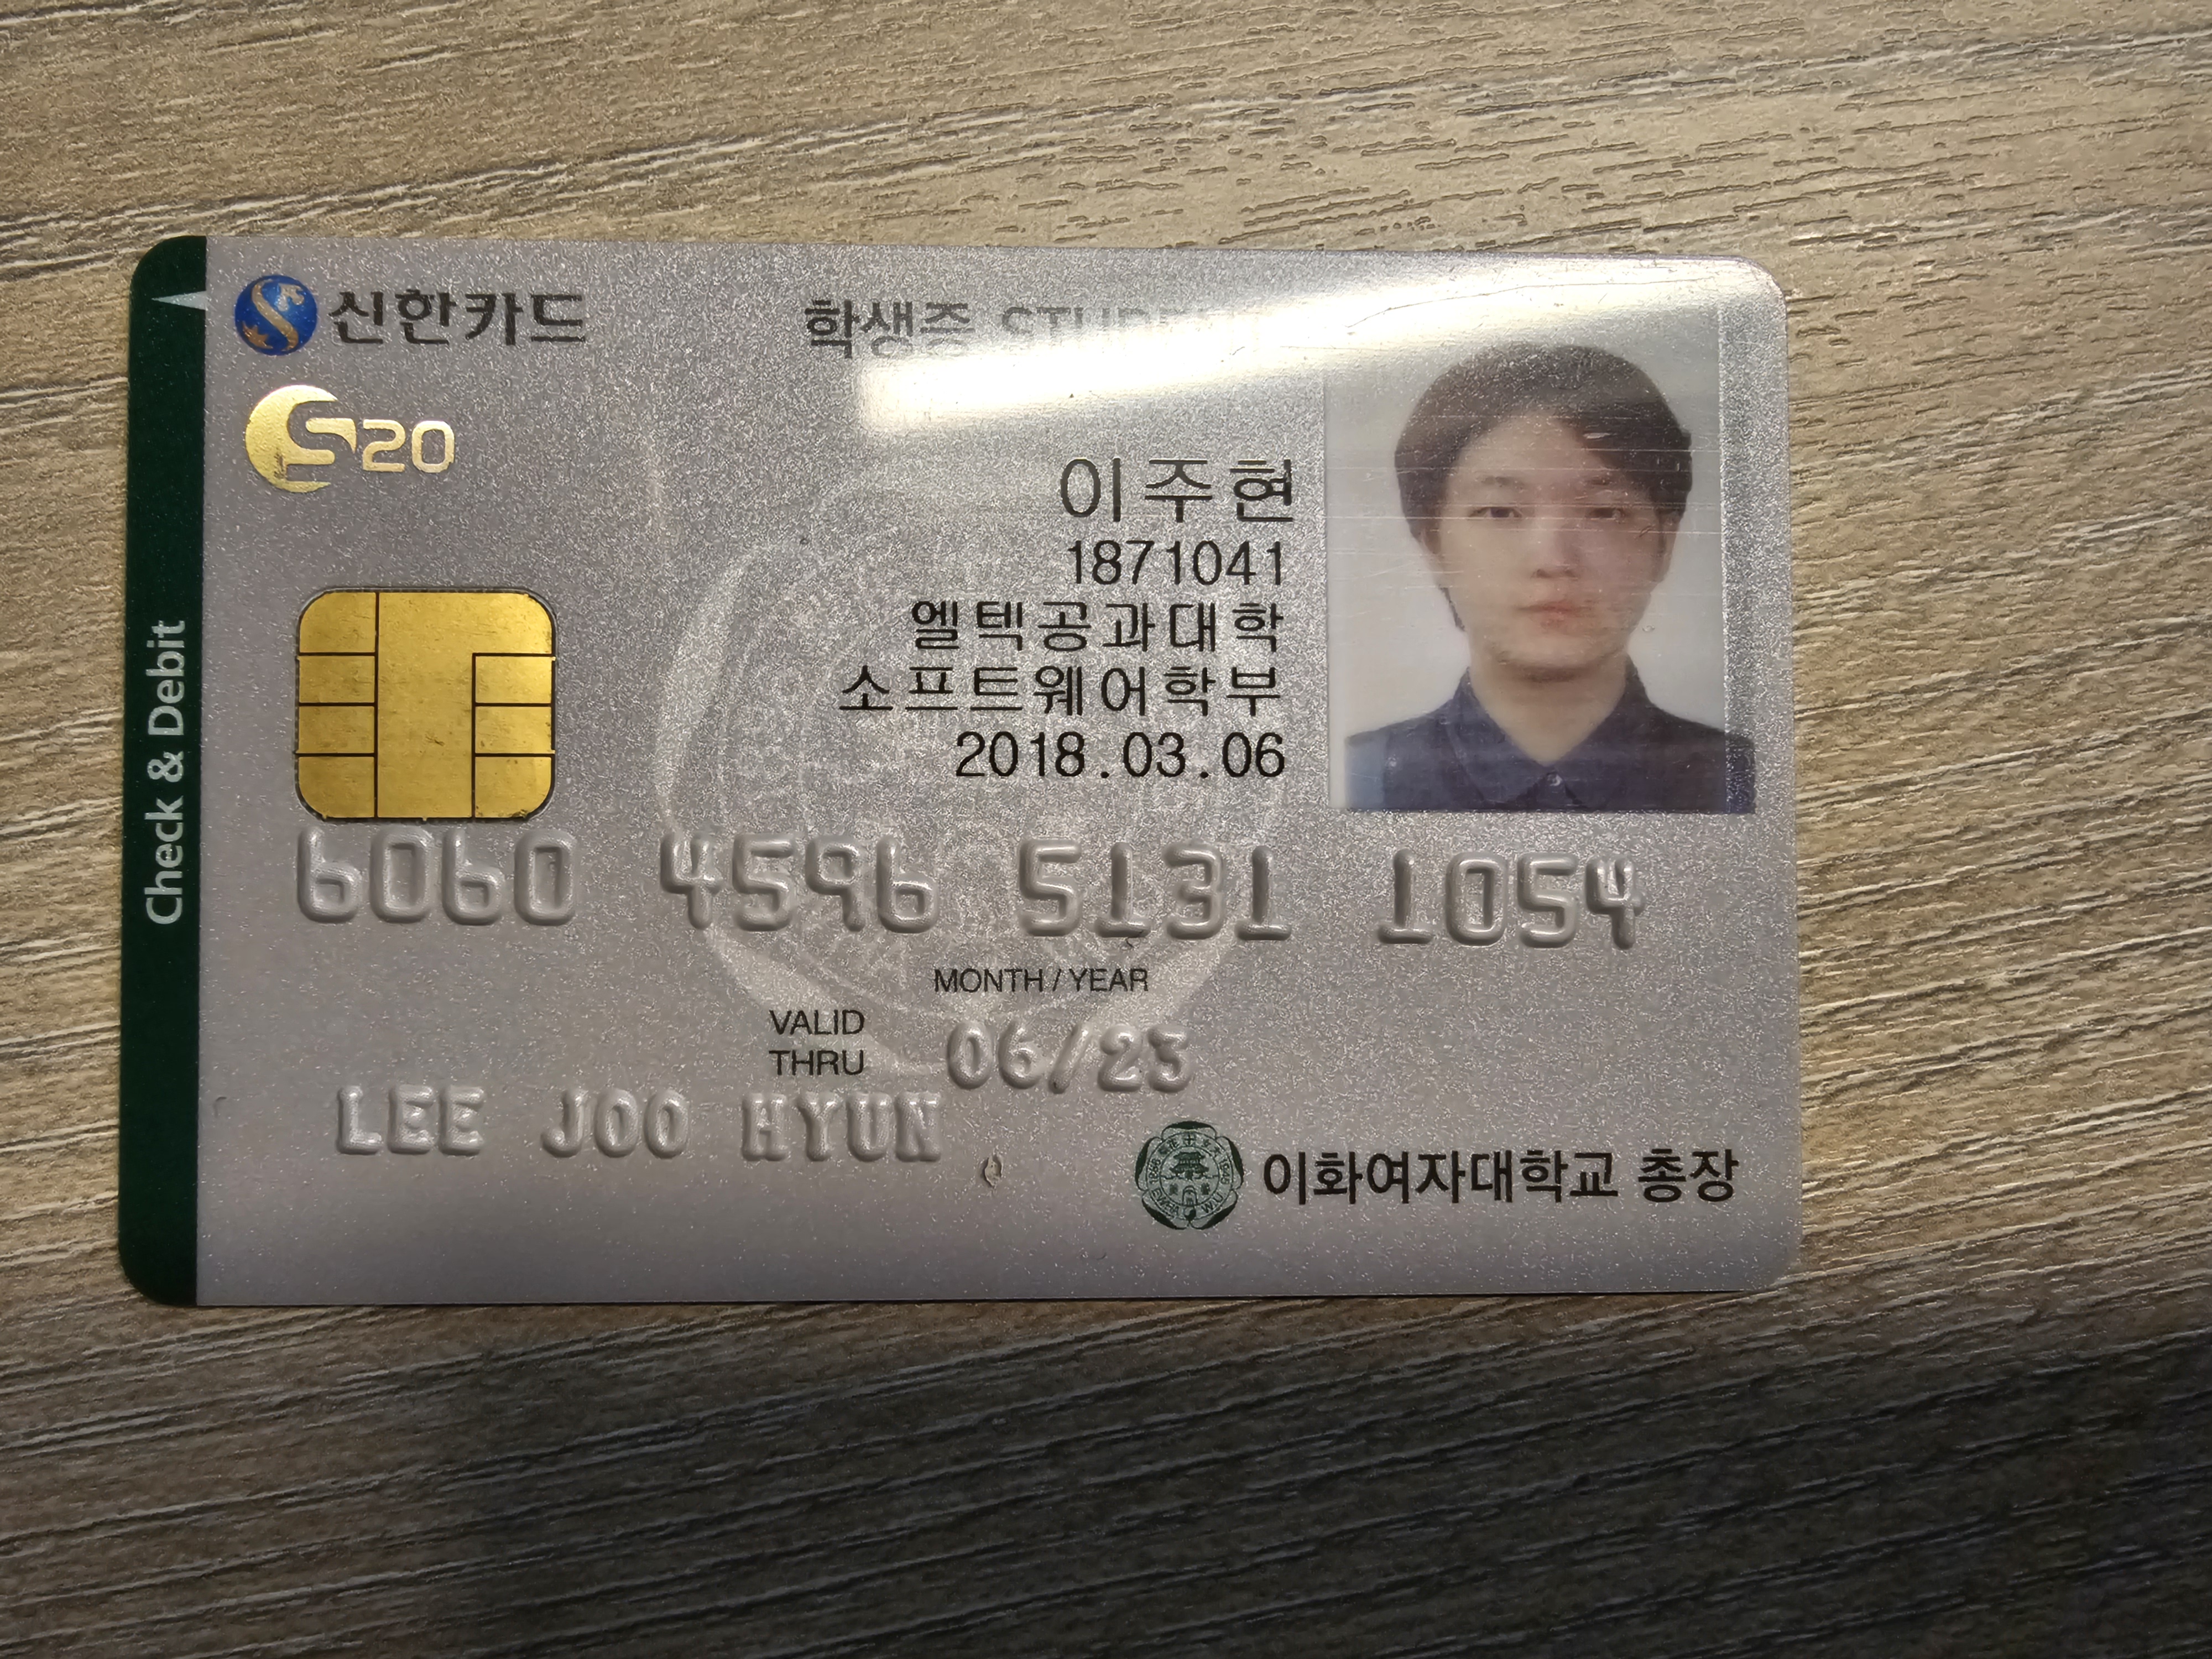 신한카드
학생증
S20
이주현
1871041
엘텍공과대학
소프트웨어학부
2018.03.06
Check & Debit
6060 4596 5131 1054
MONTH / YEAR
VALID THRU 06/23
LEE JOO HYUN
이화여자대학교 총장